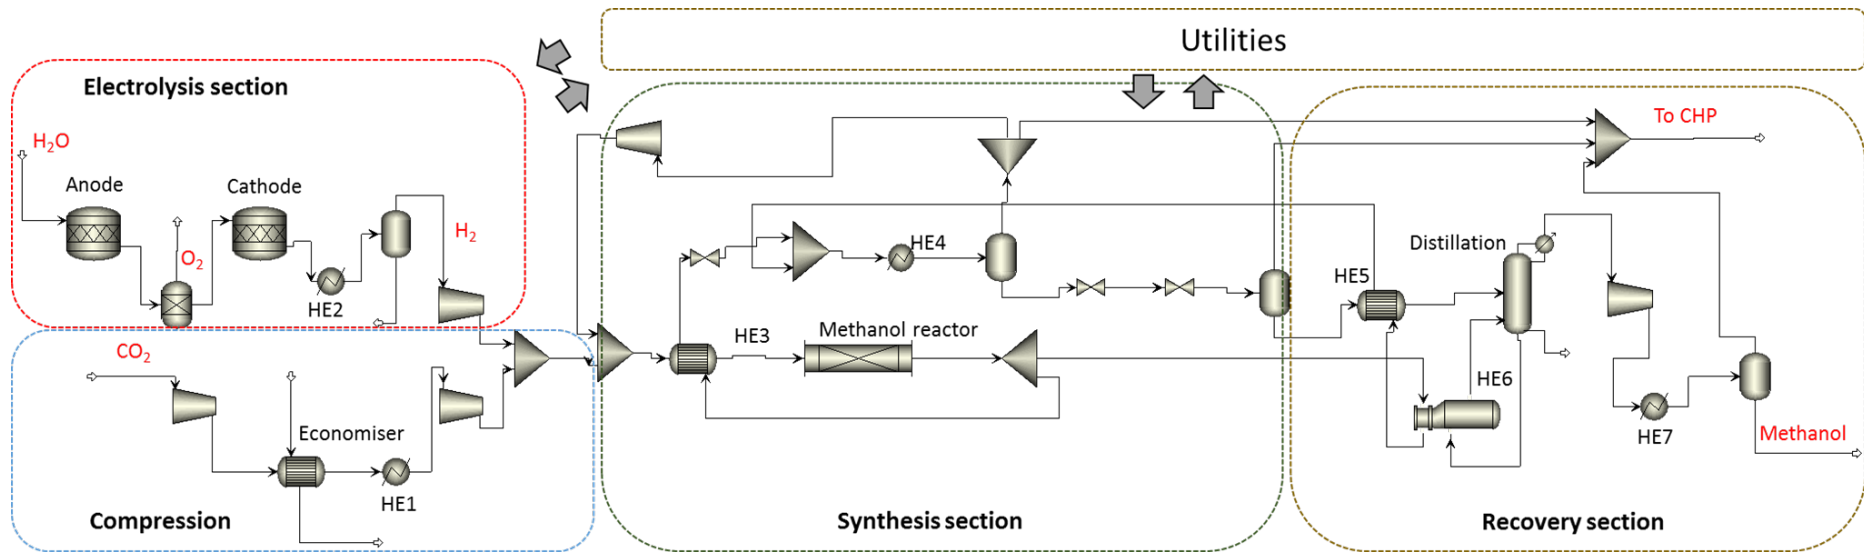 Utilities
Electrolysis section
H₂O
Anode
Cathode
O₂
H₂
HE2
CO₂
Economiser
HE1
Compression
HE4
HE3
Methanol reactor
Synthesis section
To CHP
Distillation
HE5
HE6
HE7
Methanol
Recovery section